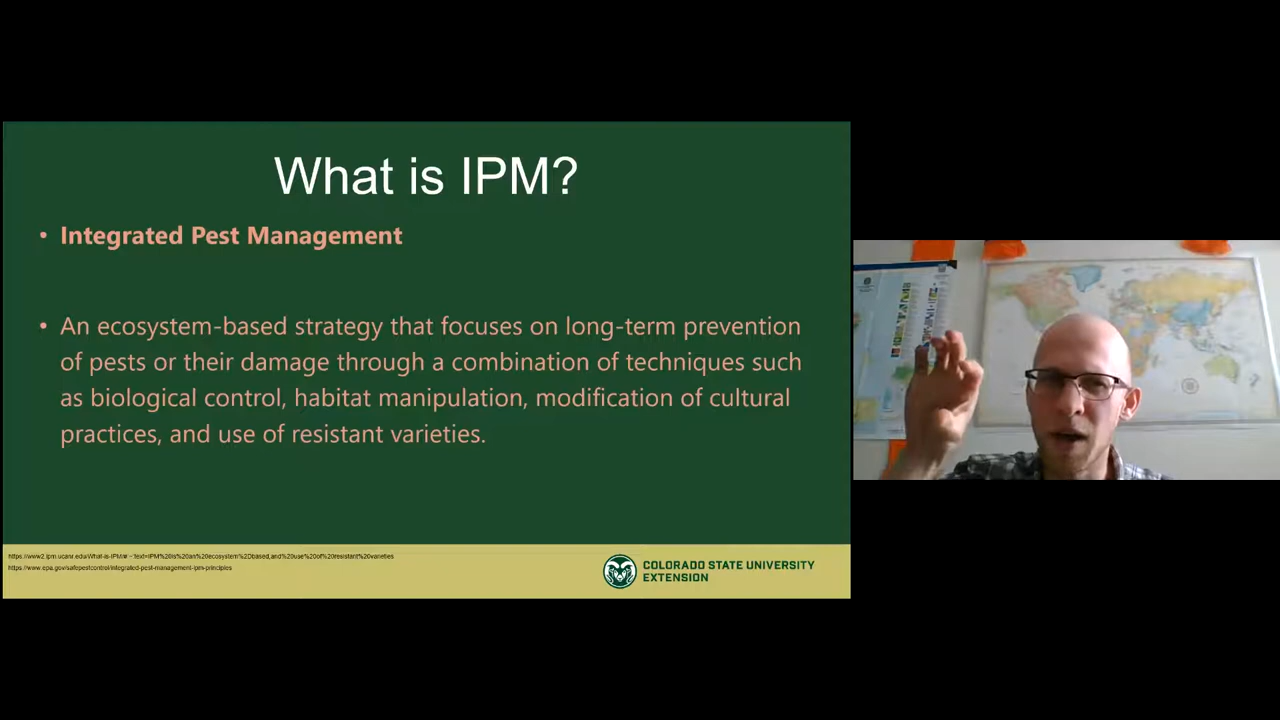 What is IPM?
• Integrated Pest Management
• An ecosystem-based strategy that focuses on long-term prevention
of pests or their damage through a combination of techniques such
as biological control, habitat manipulation, modification of cultural
practices, and use of resistant varieties.
https://www2.ipm.ucanr.edu/What-is-IPM/#:~:text=IPM%20is%20an%20ecosystem%2Dbased,and%20use%20of%20resistant%20varieties
https://www.epa.gov/safepestcontrol/integrated-pest-management-ipm-principles
COLORADO STATE UNIVERSITY
EXTENSION